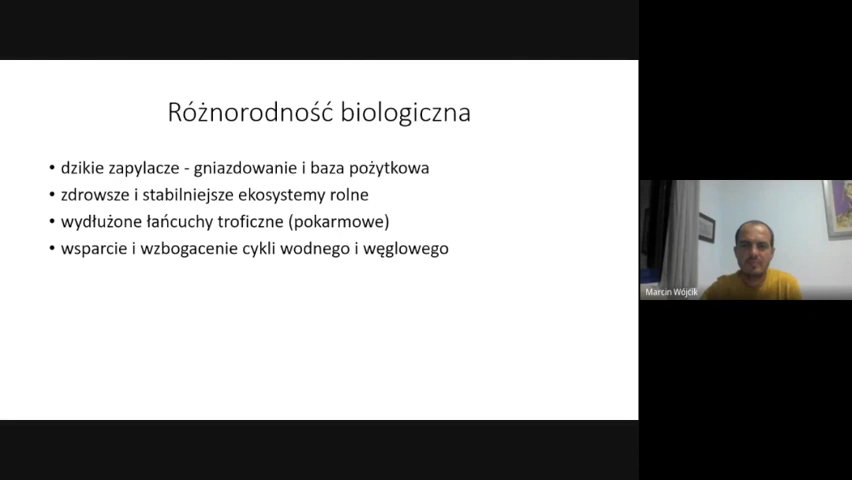 Różnorodność biologiczna
• dzikie zapylacze - gniazdowanie i baza pożytkowa
• zdrowsze i stabilniejsze ekosystemy rolne
• wydłużone łańcuchy troficzne (pokarmowe)
• wsparcie i wzbogacenie cykli wodnego i węglowego
Marcin Wójcik